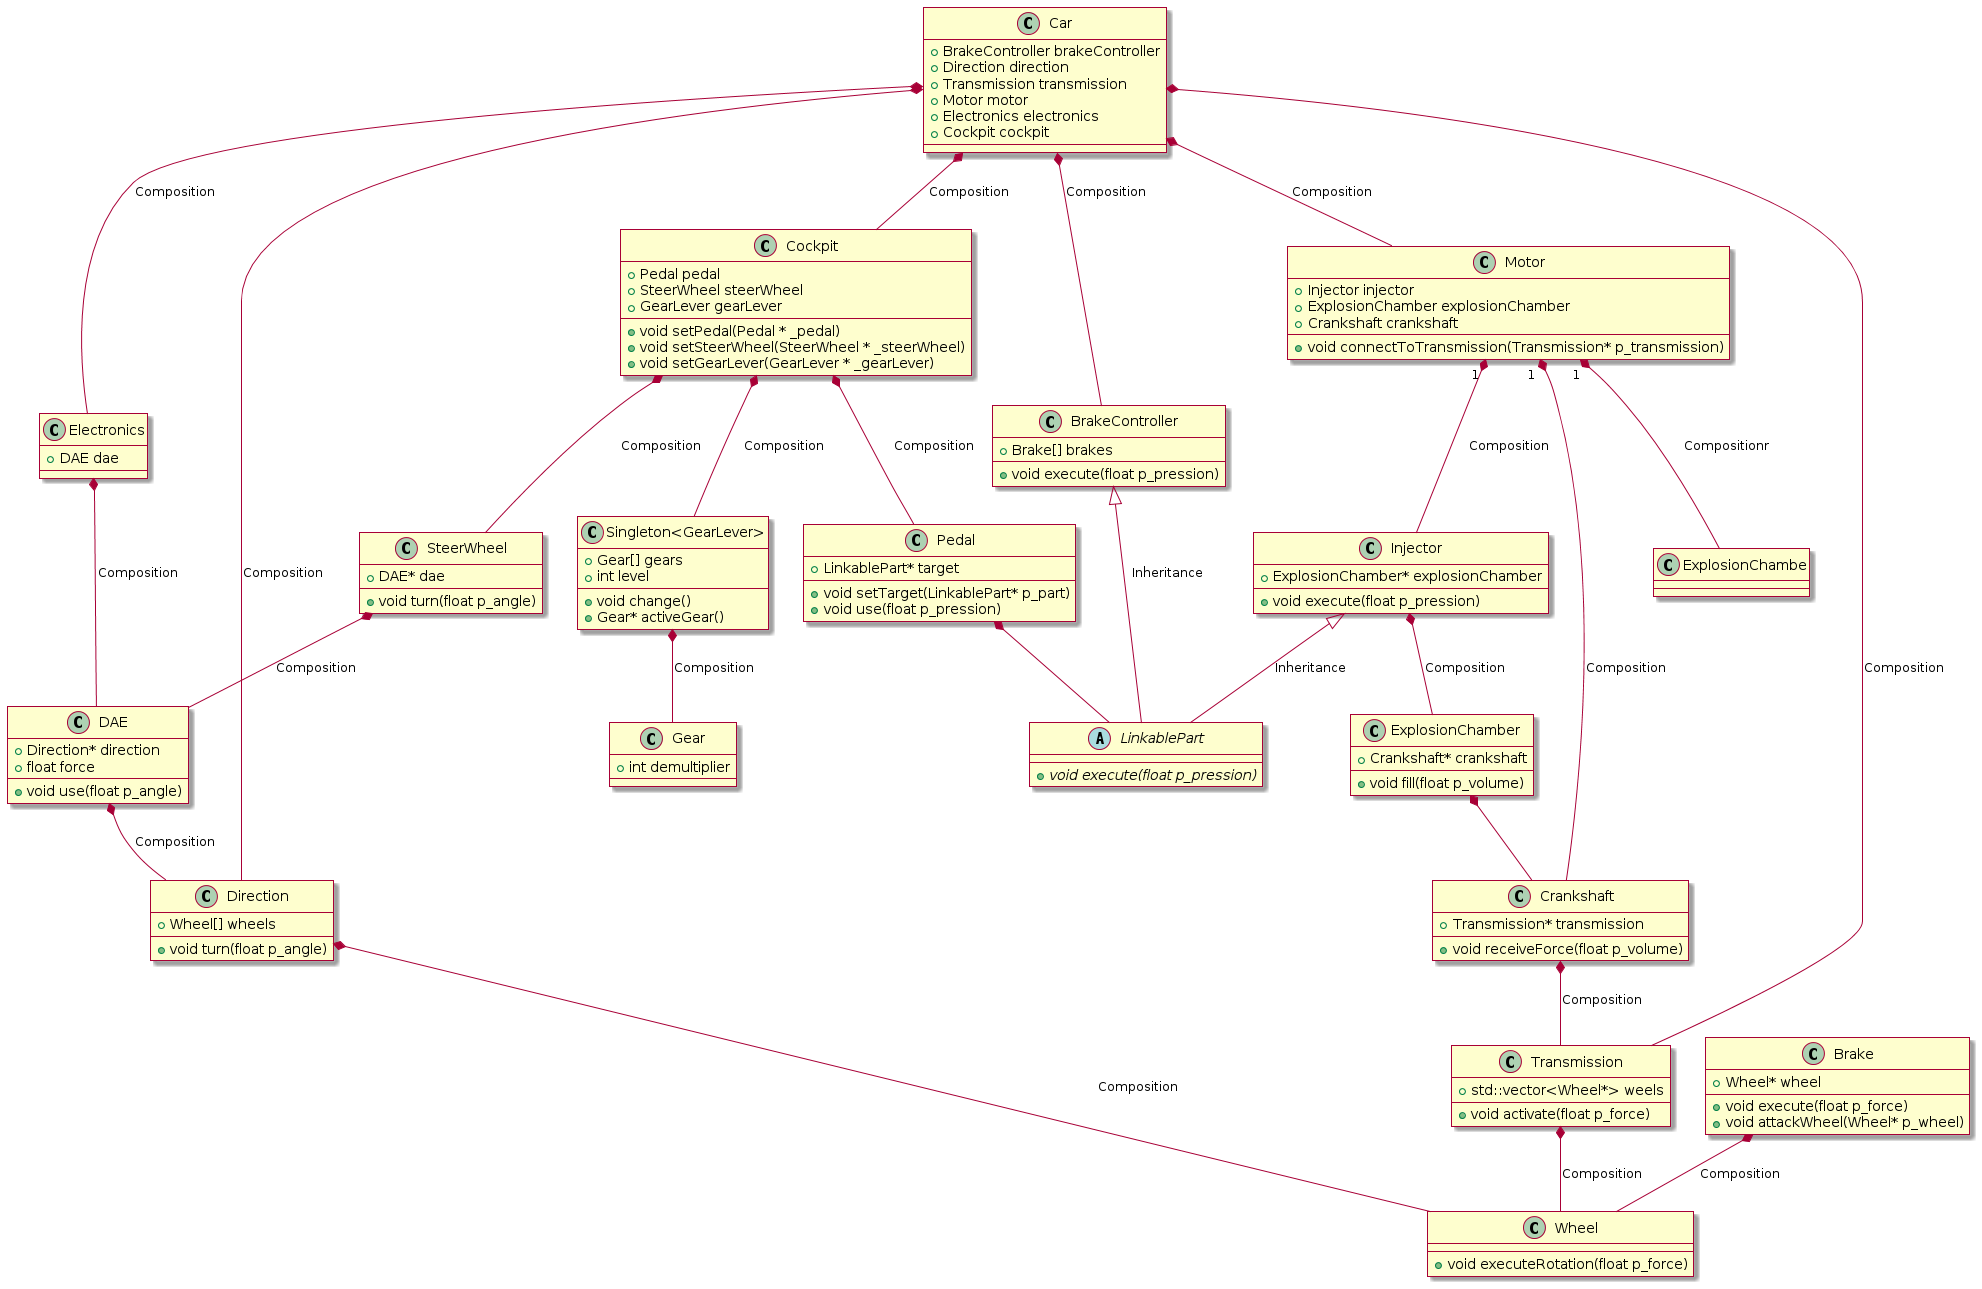 C Car
BrakeController brakeController
Direction direction
Transmission transmission
Motor motor
Electronics electronics
Cockpit cockpit
Composition
Composition
Composition
Composition
C Cockpit
Pedal pedal
SteerWheel steerWheel
GearLever gearLever
void setPedal(Pedal * _pedal)
void setSteerWheel(SteerWheel * _steerWheel)
void setGearLever(GearLever * _gearLever)
C Motor
Injector injector
ExplosionChamber explosionChamber
Crankshaft crankshaft
void connectToTransmission(Transmission* p_transmission)
1
1
1
C Electronics
DAE dae
C BrakeController
Brake[] brakes
void execute(float p_pression)
Composition
Composition
Composition
Composition
Compositionr
C SteerWheel
DAE* dae
void turn(float p_angle)
C Singleton<GearLever>
Gear[] gears
int level
void change()
Gear* activeGear()
C Pedal
LinkablePart* target
void setTarget(LinkablePart* p_part)
void use(float p_pression)
C Injector
ExplosionChamber* explosionChamber
void execute(float p_pression)
C ExplosionChambe
Composition
Composition
Inheritance
Composition
Composition
Inheritance
Composition
Composition
Composition
C DAE
Direction* direction
float force
void use(float p_angle)
C Gear
int demultiplier
A LinkablePart
void execute(float p_pression)
C ExplosionChamber
Crankshaft* crankshaft
void fill(float p_volume)
Composition
C Direction
Wheel[] wheels
void turn(float p_angle)
C Crankshaft
Transmission* transmission
void receiveForce(float p_volume)
Composition
C Transmission
std::vector<Wheel*> weels
void activate(float p_force)
C Brake
Wheel* wheel
void execute(float p_force)
void attackWheel(Wheel* p_wheel)
Composition
Composition
Composition
C Wheel
void executeRotation(float p_force)